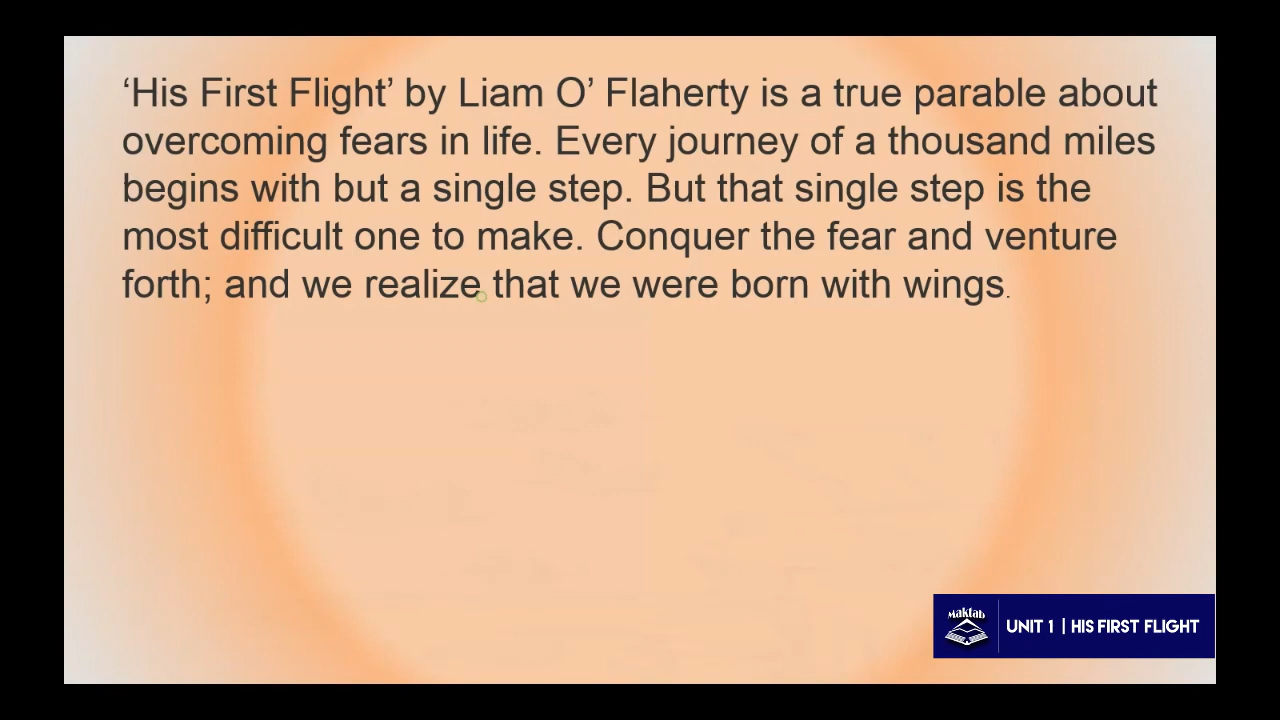 ‘His First Flight’ by Liam O’ Flaherty is a true parable about
overcoming fears in life. Every journey of a thousand miles
begins with but a single step. But that single step is the
most difficult one to make. Conquer the fear and venture
forth; and we realize that we were born with wings.
Maktab
UNIT 1 | HIS FIRST FLIGHT